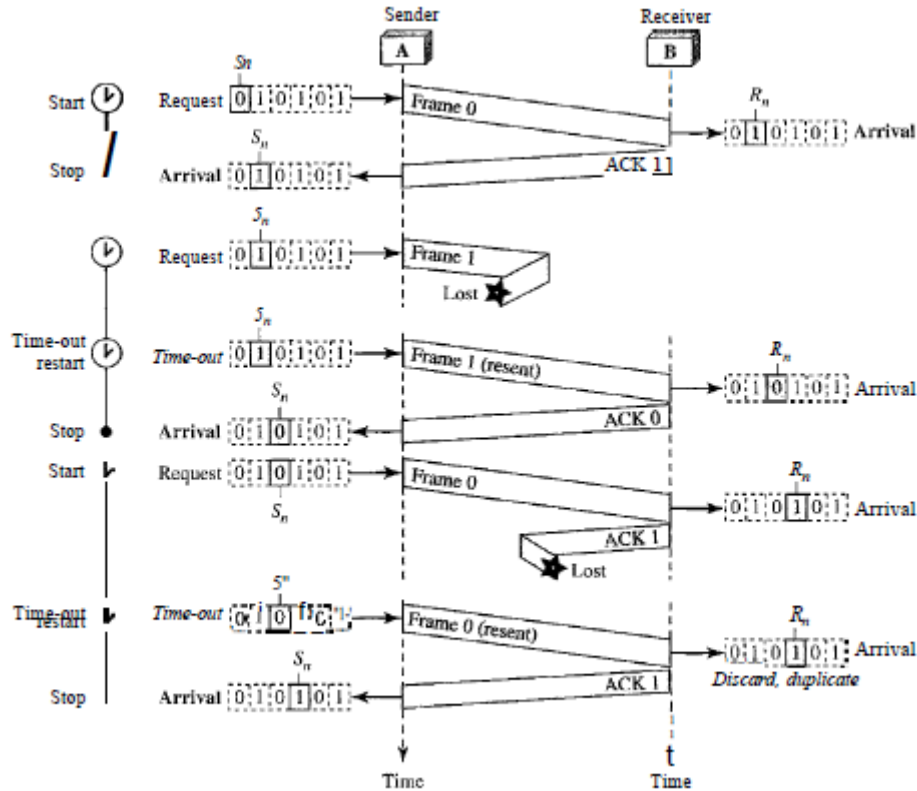 Sender Receiver
A B
Sn
Start Request 0 1 0 1 0 1 Frame 0 Rn
0 1 0 1 0 1 Arrival
Sn
Stop Arrival 0 1 0 1 0 1 ACK 1
5n
Request 0 1 0 1 0 1 Frame 1
Lost
5n
Time-out
restart Time-out 0 1 0 1 0 1 Frame 1 (resent) Rn
0 1 0 1 0 1 Arrival
Sn
Stop Arrival 0 1 0 1 0 1 ACK 0
Start Request 0 1 0 1 0 1 Frame 0 Rn
Sn
0 1 0 1 0 1 Arrival
ACK 1
Lost
5"
Time-out
restart Time-out Frame 0 (resent) Rn
0 1 0 1 0 1 Arrival
Discard, duplicate
Sn
Stop Arrival 0 1 0 1 0 1 ACK 1
t
Time Time